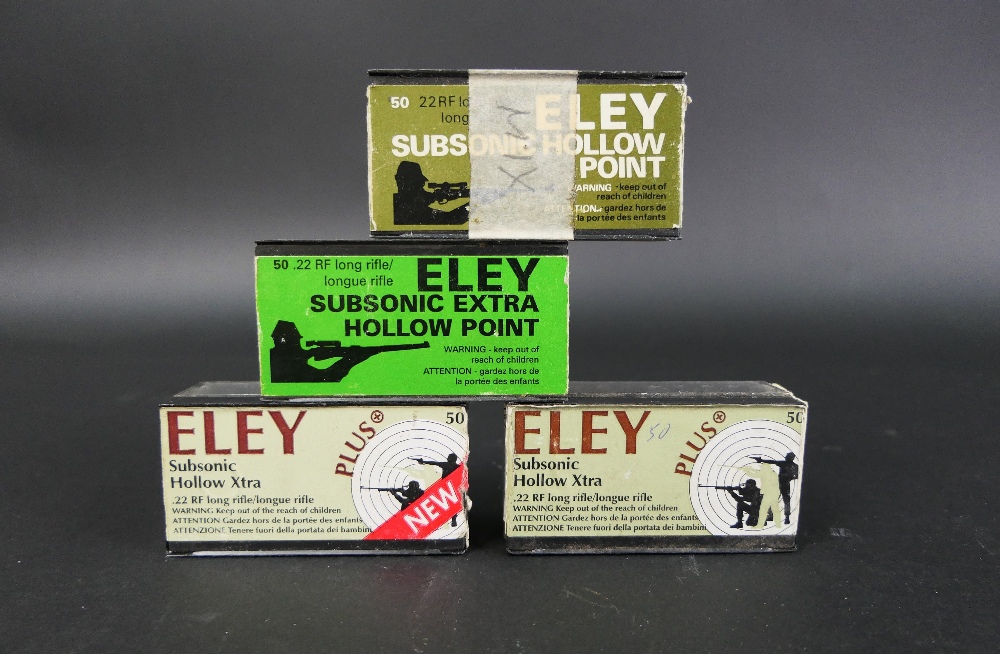 50 22RF lo
long
ELEY
SUBSONIC HOLLOW
POINT
WARNING - keep out of
reach of children
ATTENTION - gardez hors de
la portée des enfants
MIX
50 .22 RF long rifle/
longue rifle
ELEY
SUBSONIC EXTRA
HOLLOW POINT
WARNING - keep out of
reach of children
ATTENTION - gardez hors de
la portée des enfants
ELEY
PLUS
50
Subsonic
Hollow Xtra
.22 RF long rifle/longue rifle
WARNING Keep out of the reach of children
ATTENTION Gardez hors de la portée des enfants
ATTENZIONE Tenere fuori della portata dei bambini
NEW
ELEY
50
PLUS
50
Subsonic
Hollow Xtra
.22 RF long rifle/longue rifle
WARNING Keep out of the reach of children
ATTENTION Gardez hors de la portée des enfants
ATTENZIONE Tenere fuori della portata dei bambini